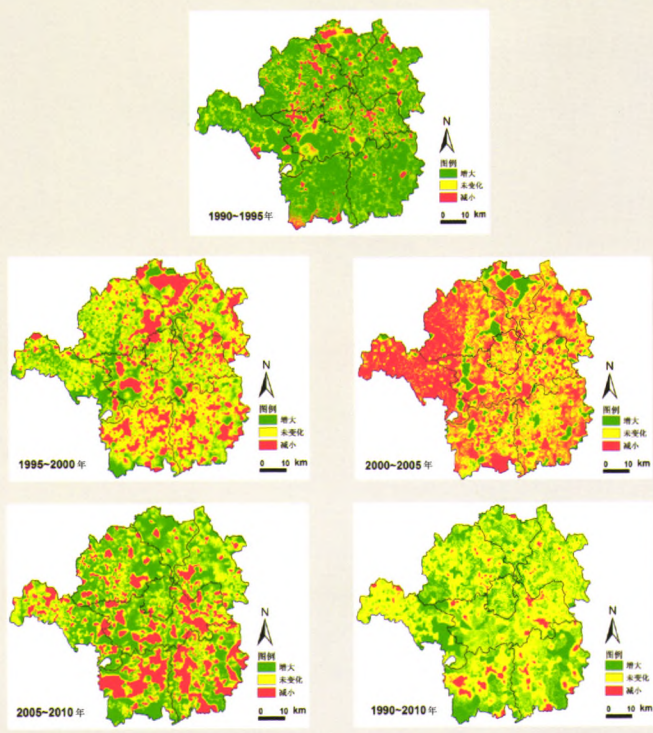 N
图例
增大
未变化
减小
0 10 km
1990~1995年
N
图例
增大
未变化
减小
0 10 km
1995~2000年
N
图例
增大
未变化
减小
0 10 km
2000~2005年
N
图例
增大
未变化
减小
0 10 km
2005~2010年
N
图例
增大
未变化
减小
0 10 km
1990~2010年